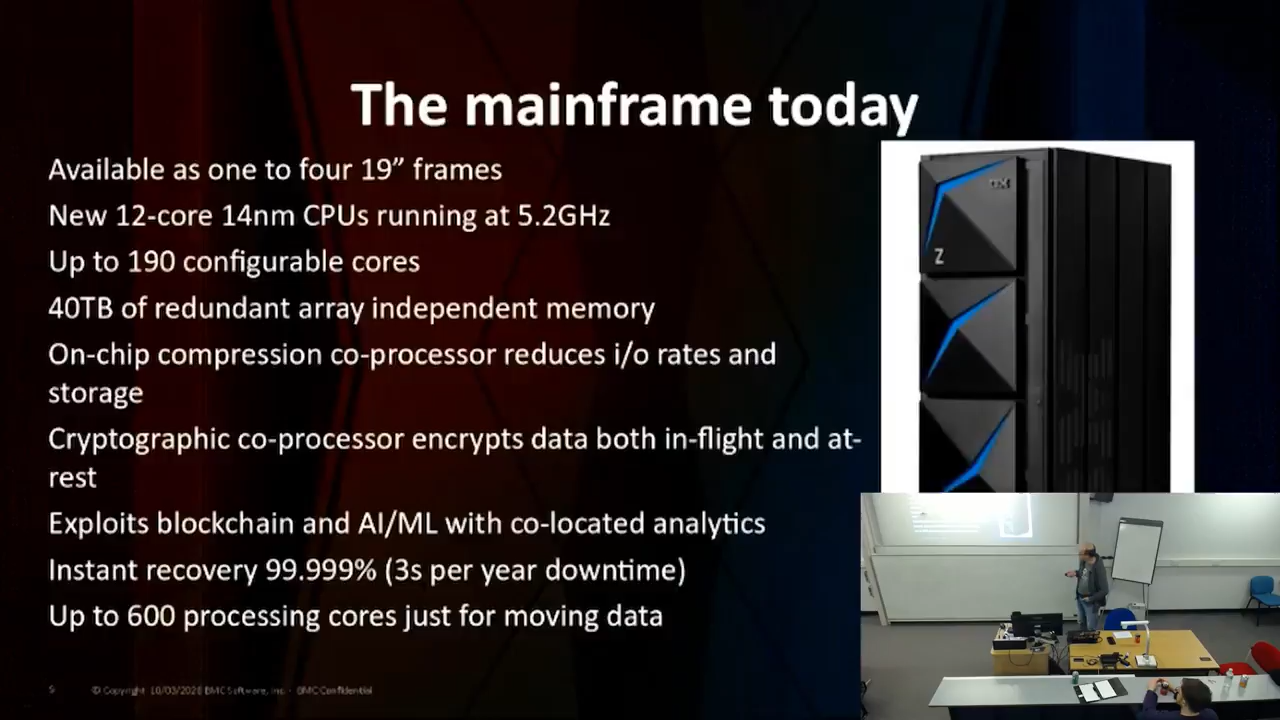 The mainframe today
Available as one to four 19” frames
New 12-core 14nm CPUs running at 5.2GHz
Up to 190 configurable cores
40TB of redundant array independent memory
On-chip compression co-processor reduces i/o rates and
storage
Cryptographic co-processor encrypts data both in-flight and at-
rest
Exploits blockchain and AI/ML with co-located analytics
Instant recovery 99.999% (3s per year downtime)
Up to 600 processing cores just for moving data
Z
© Copyright BMC Software, Inc. - BMC Confidential